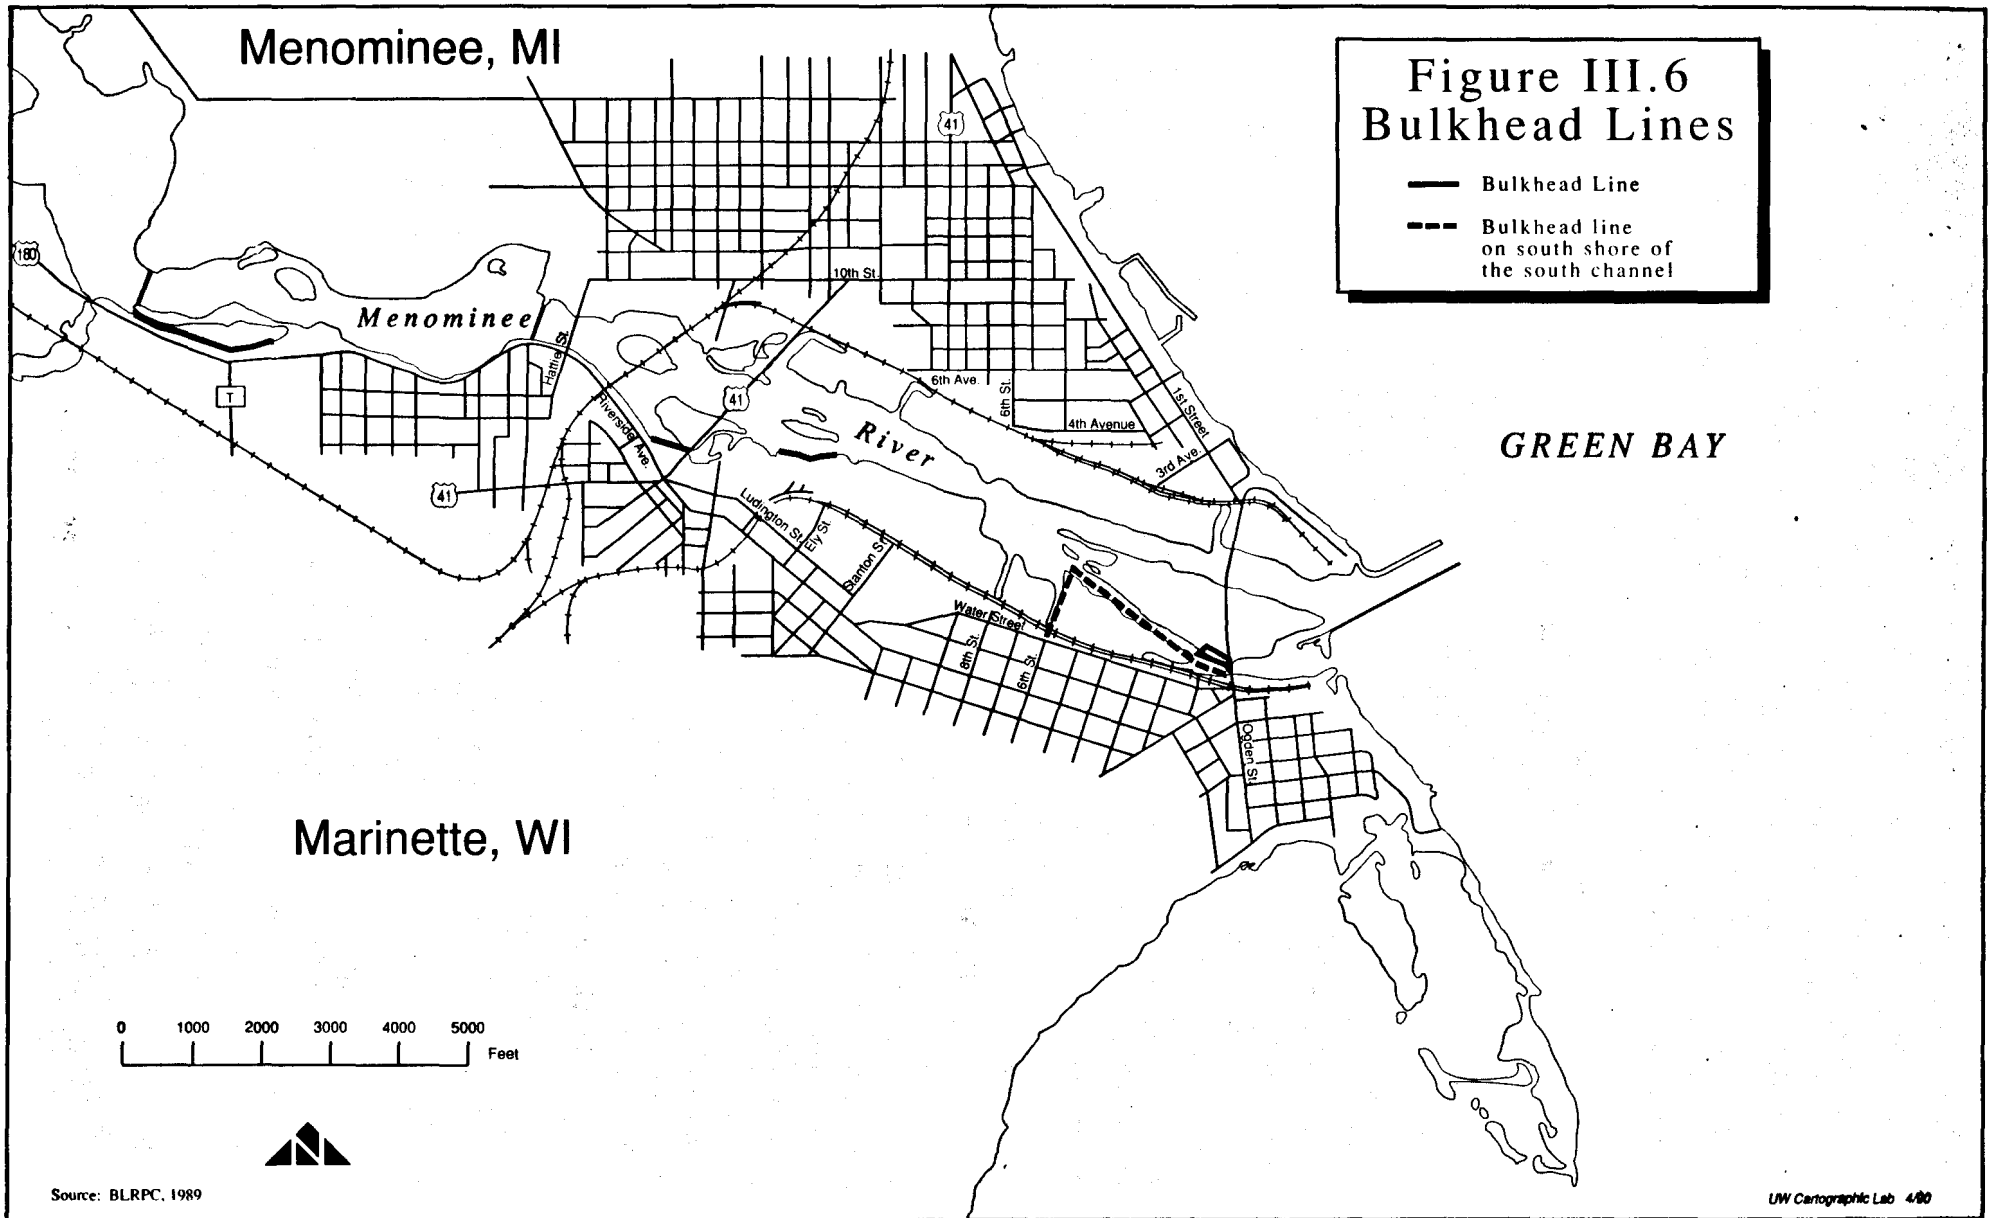 Menominee, MI
Figure III.6
Bulkhead Lines
Bulkhead Line
Bulkhead line
on south shore of
the south channel
41
180
10th St.
Menominee
Hattie St.
T
41
6th Ave.
6th St.
1st Street
4th Avenue
Riverside Ave.
River
3rd Ave.
GREEN BAY
41
Ludington St.
Ely St.
Stanton St.
Water Street
8th St.
6th St.
Ogden St.
Marinette, WI
0 1000 2000 3000 4000 5000
Feet
Source: BLRPC, 1989
UW Cartographic Lab 4/90